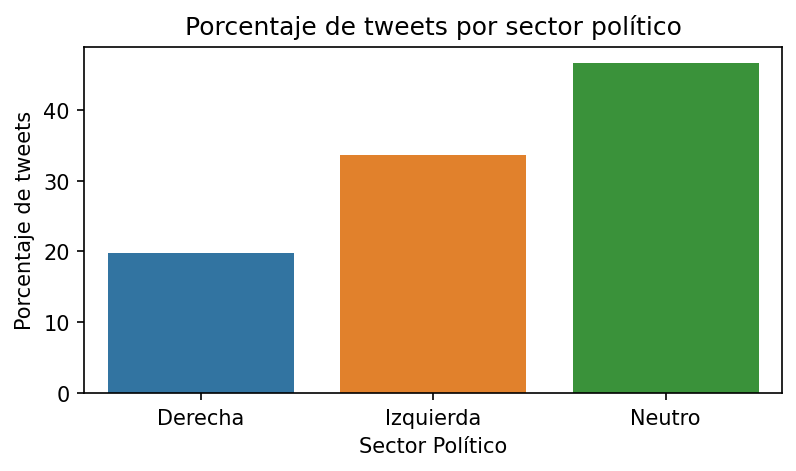 Porcentaje de tweets por sector político
Porcentaje de tweets
40
30
20
10
0
Derecha
Izquierda
Neutro
Sector Político